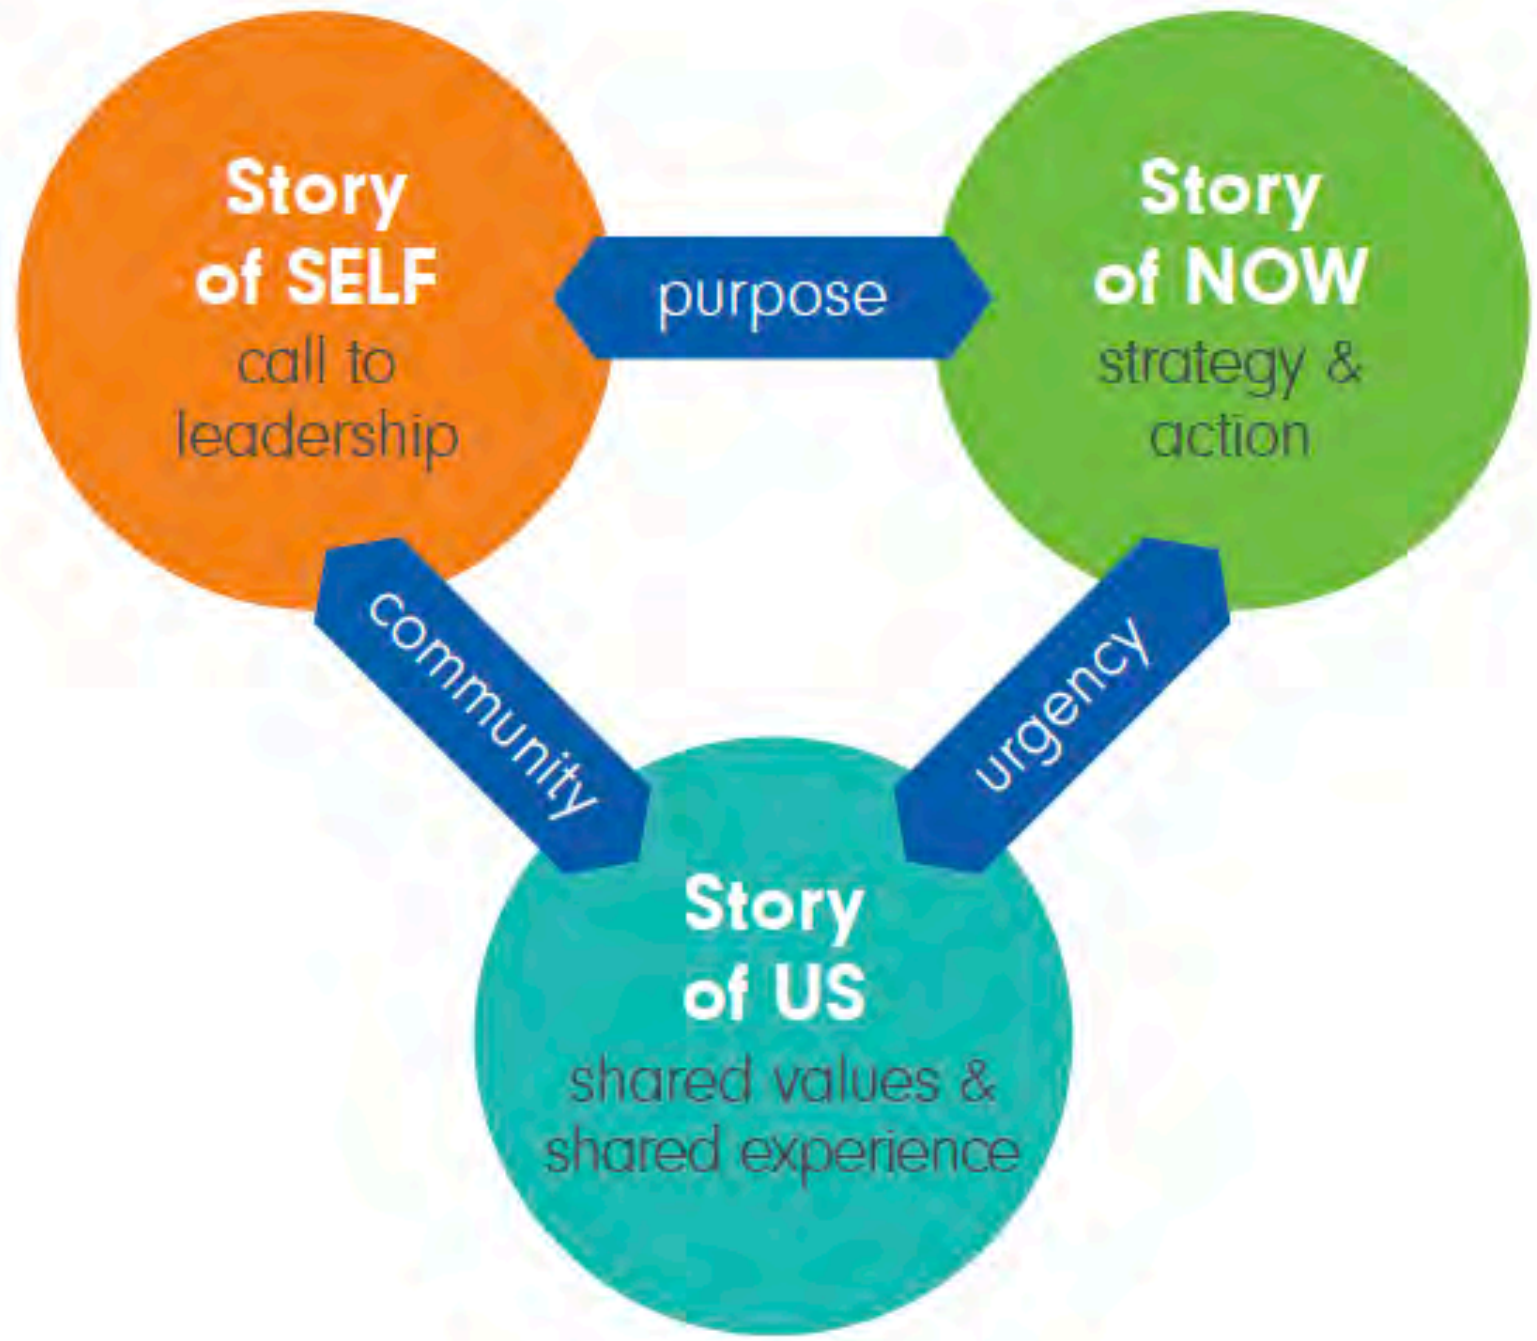 Story
of SELF
call to
leadership
purpose
Story
of NOW
strategy &
action
community
urgency
Story
of US
shared values &
shared experience